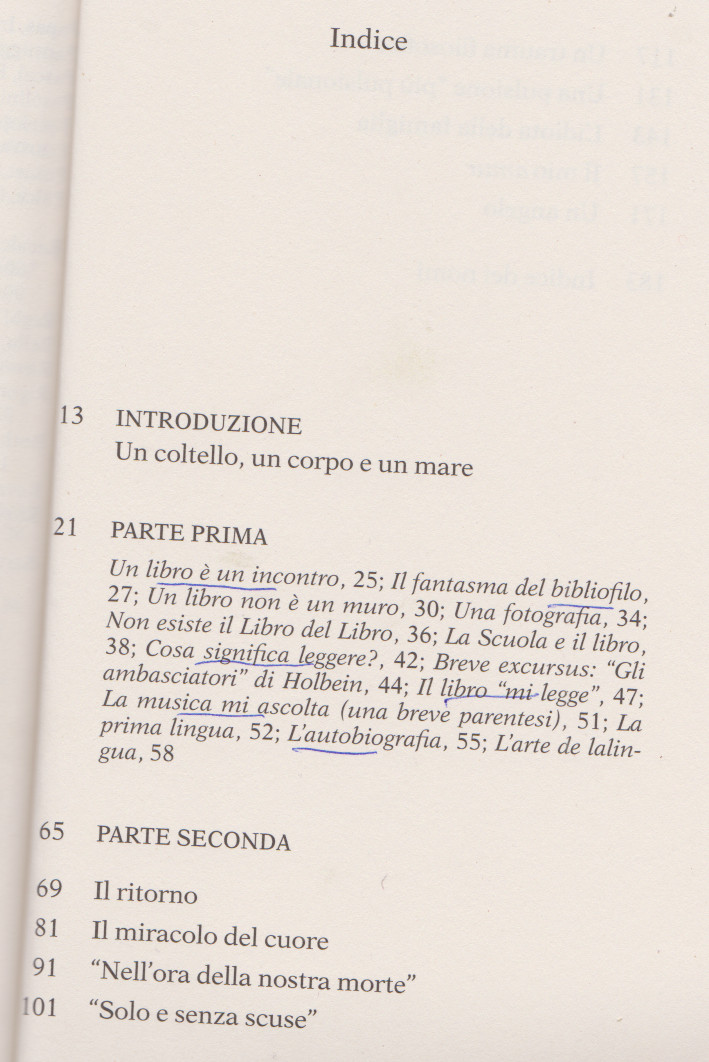 Indice
13 INTRODUZIONE
Un coltello, un corpo e un mare
21 PARTE PRIMA
Un libro è un incontro, 25; Il fantasma del bibliofilo,
27; Un libro non è un muro, 30; Una fotografia, 34;
Non esiste il Libro del Libro, 36; La Scuola e il libro,
38; Cosa significa leggere?, 42; Breve excursus: “Gli
ambasciatori” di Holbein, 44; Il libro “mi legge”, 47;
La musica mi ascolta (una breve parentesi), 51; La
prima lingua, 52; L’autobiografia, 55; L’arte de lalin-
gua, 58
65 PARTE SECONDA
69 Il ritorno
81 Il miracolo del cuore
91 “Nell’ora della nostra morte”
101 “Solo e senza scuse”